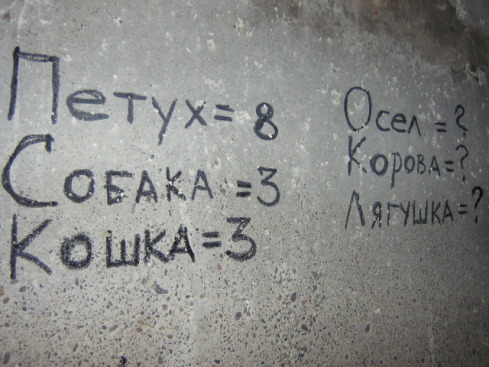 Петух=8
Собака=3
Кошка=3
Осел=?
Корова=?
Лягушка=?